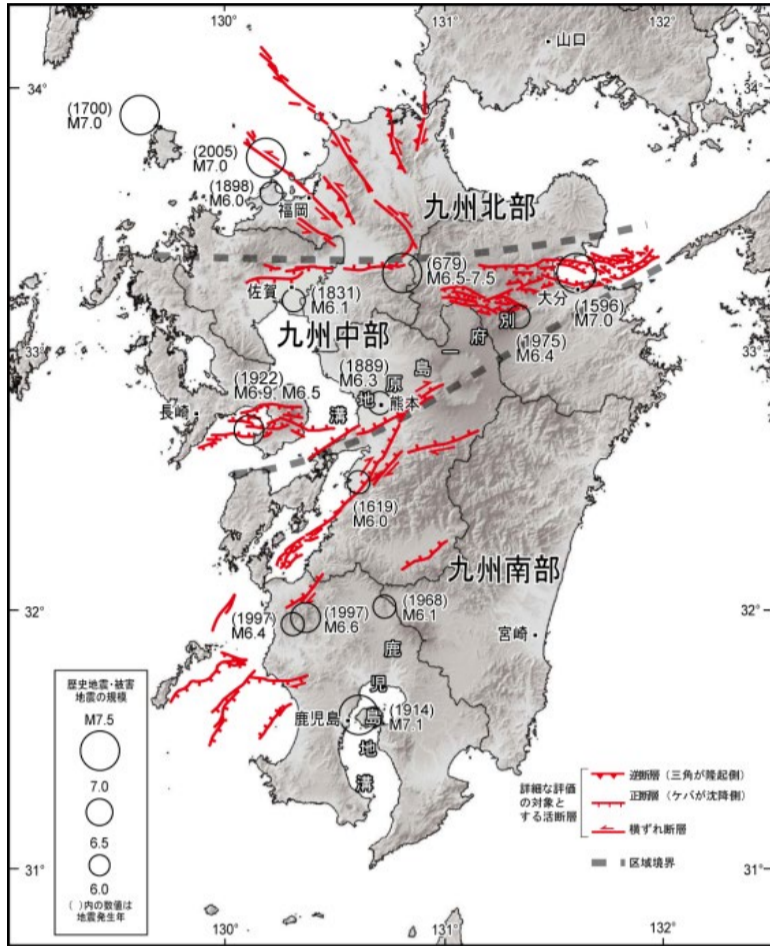 130°
131°
132°
34°
34°
山口
(1700)
M7.0
(2005)
M7.0
(1898)
M6.0
福岡
九州北部
(679)
M6.5-7.5
佐賀
(1831)
M6.1
大分
(1596)
M7.0
33°
33°
九州中部
別
府
ー
島
原
地
溝
(1975)
M6.4
(1889)
M6.3
熊本
(1922)
M6.9, M6.5
長崎
(1619)
M6.0
九州南部
32°
32°
(1997)
M6.4
(1997)
M6.6
(1968)
M6.1
宮崎
鹿
児
島
地
溝
鹿児島
(1914)
M7.1
歴史地震・被害
地震の規模
M7.5
7.0
6.5
6.0
( )内の数値は
地震発生年
詳細な評価
の対象と
する活断層
逆断層（三角が隆起側）
正断層（ケバが沈降側）
横ずれ断層
区域境界
31°
31°
130°
131°
132°